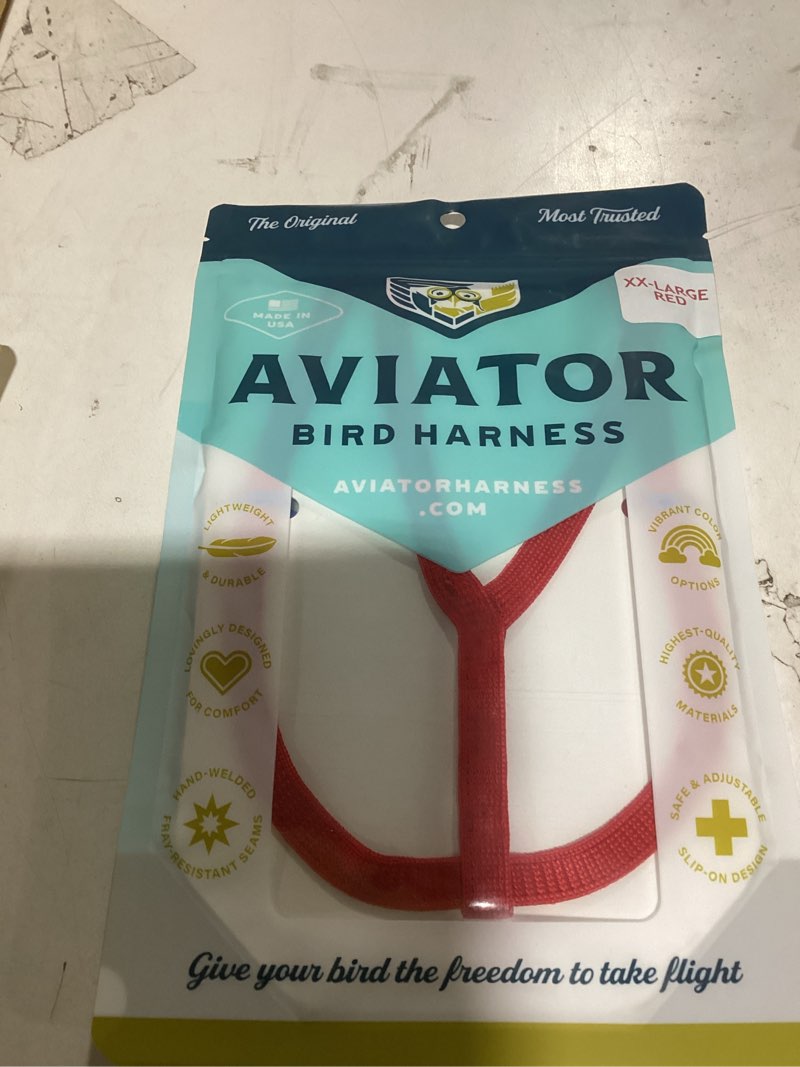 The Original
Most Trusted
MADE IN
USA
XX-LARGE
RED
AVIATOR
BIRD HARNESS
AVIATORHARNESS
.COM
LIGHTWEIGHT
& DURABLE
VIBRANT COLOR
OPTIONS
LOVINGLY DESIGNED
FOR COMFORT
HIGHEST-QUALITY
MATERIALS
HAND-WELDED
FRAY-RESISTANT SEAMS
SAFE & ADJUSTABLE
SLIP-ON DESIGN
Give your bird the freedom to take flight